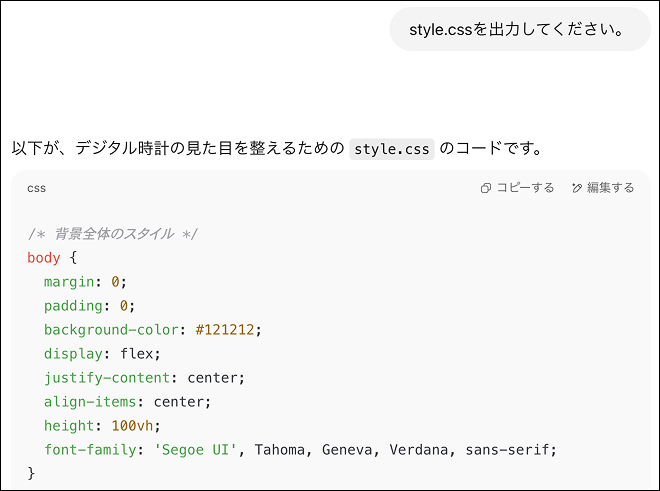 style.cssを出力してください。
以下が、デジタル時計の見た目を整えるための style.css のコードです。
css コピーする 編集する
/* 背景全体のスタイル */
body {
  margin: 0;
  padding: 0;
  background-color: #121212;
  display: flex;
  justify-content: center;
  align-items: center;
  height: 100vh;
  font-family: 'Segoe UI', Tahoma, Geneva, Verdana, sans-serif;
}